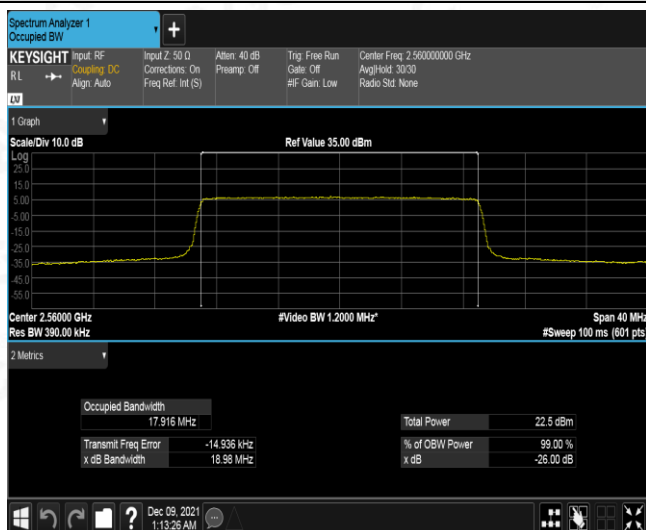 Spectrum Analyzer 1
Occupied BW
KEYSIGHT
RL
LXI
Input: RF
Coupling: DC
Align: Auto
Input Z: 50 Ω
Corrections: On
Freq Ref: Int (S)
Atten: 40 dB
Preamp: Off
Trig: Free Run
Gate: Off
#IF Gain: Low
Center Freq: 2.560000000 GHz
Avg|Hold: 30/30
Radio Std: None
1 Graph
Scale/Div 10.0 dB
Ref Value 35.00 dBm
Log
25.0
15.0
5.00
-5.00
-15.0
-25.0
-35.0
-45.0
-55.0
Center 2.56000 GHz
#Video BW 1.2000 MHz*
Span 40 MHz
Res BW 390.00 kHz
#Sweep 100 ms (601 pts)
2 Metrics
Occupied Bandwidth
17.916 MHz
Total Power 22.5 dBm
Transmit Freq Error -14.936 kHz
% of OBW Power 99.00 %
x dB Bandwidth 18.98 MHz
x dB -26.00 dB
?
Dec 09, 2021
1:13:26 AM